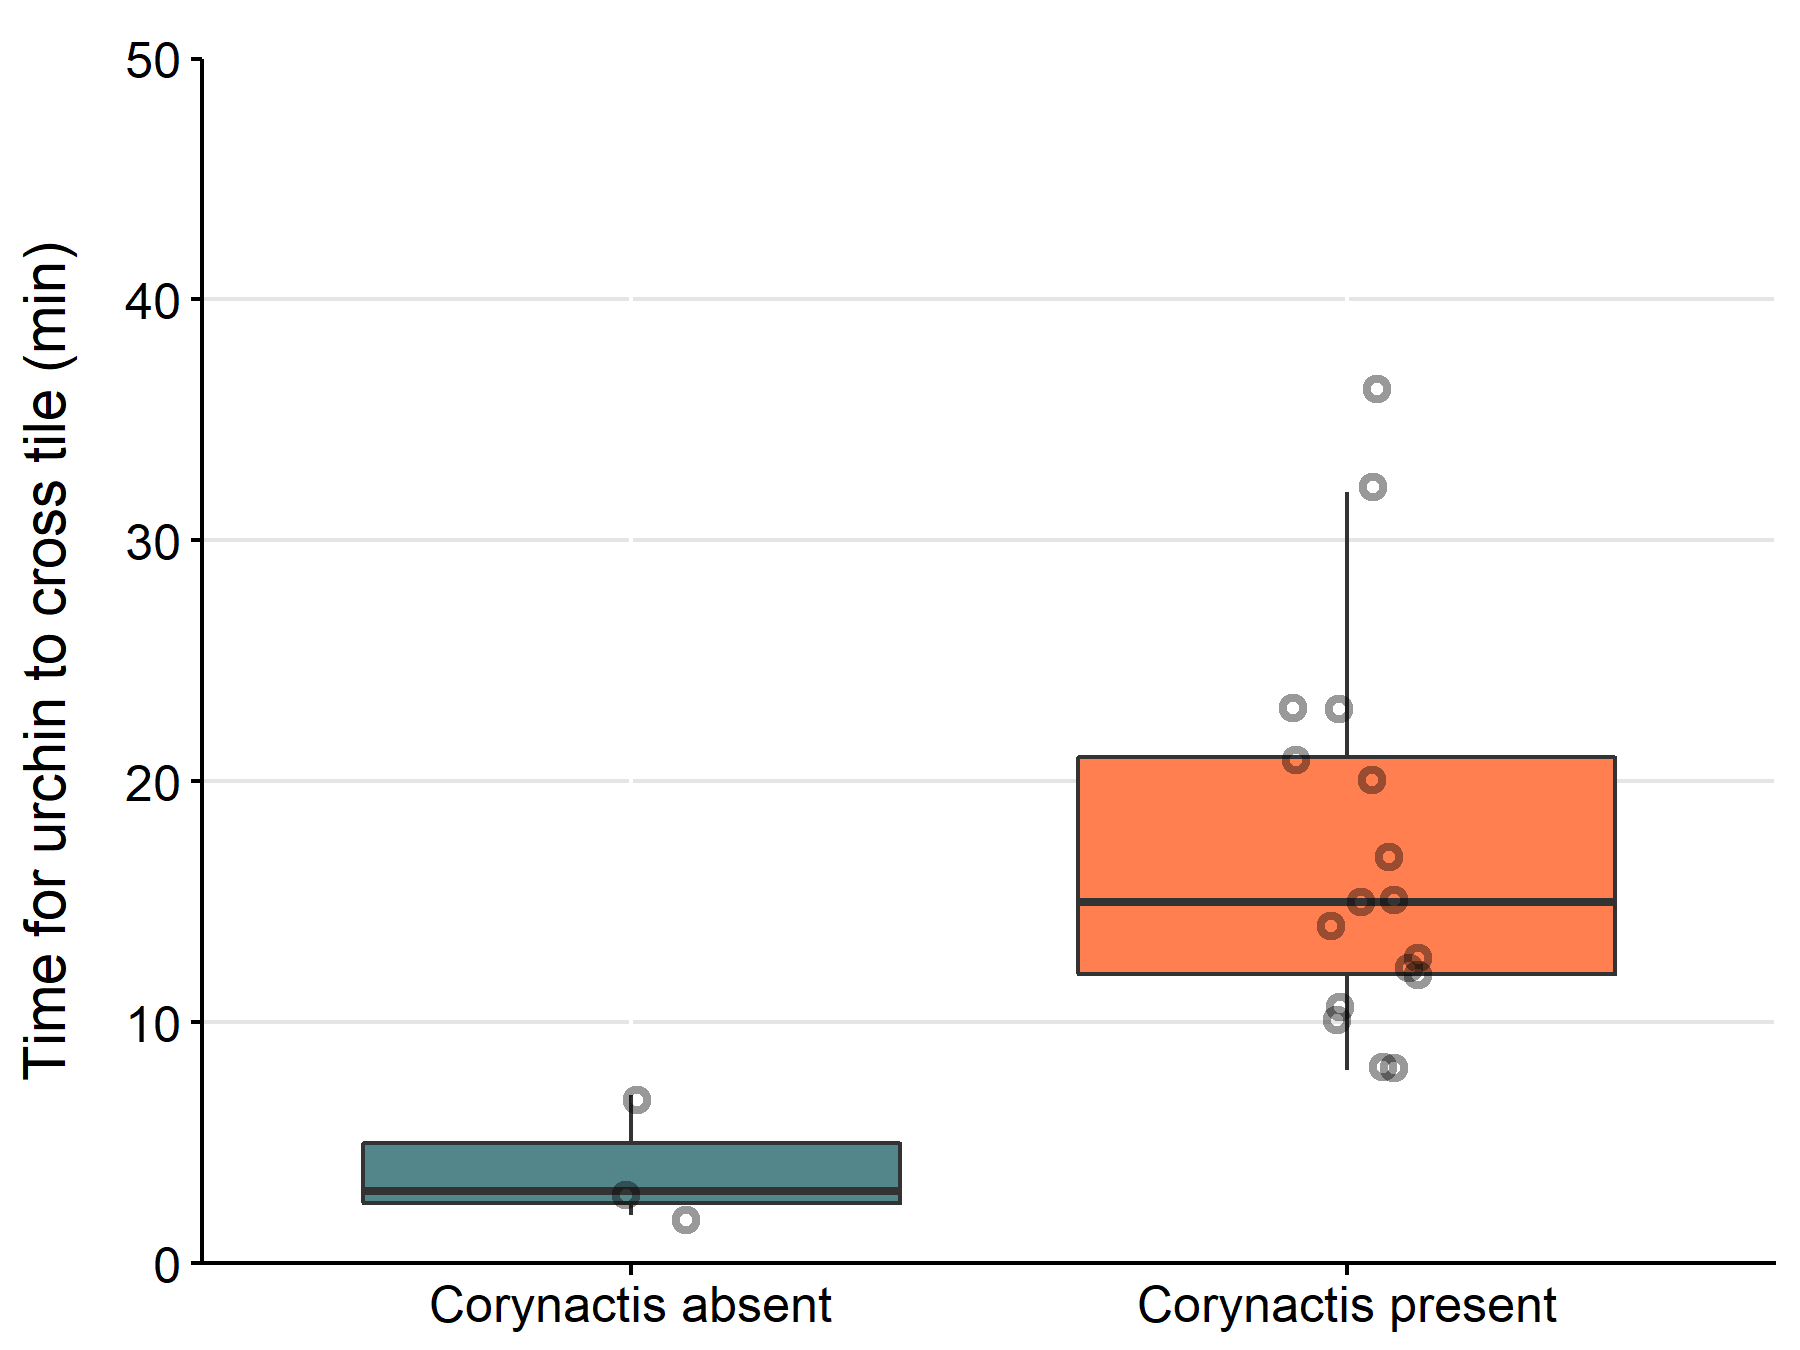 Time for urchin to cross tile (min)
50
40
30
20
10
0
Corynactis absent
Corynactis present